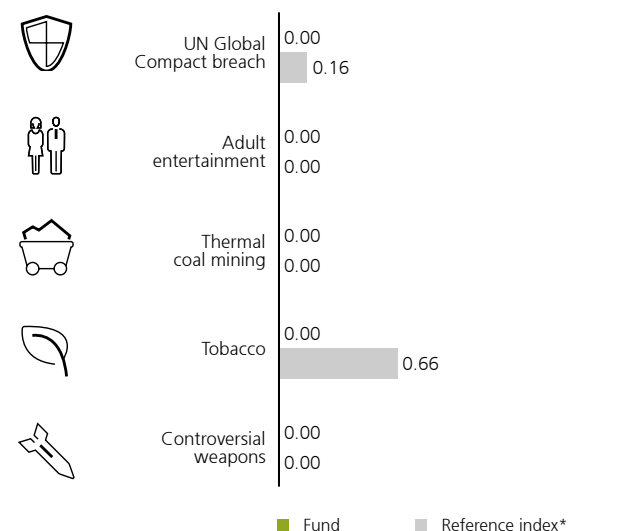 UN Global
Compact breach
0.00
0.16
Adult
entertainment
0.00
0.00
Thermal
coal mining
0.00
0.00
Tobacco
0.00
0.66
Controversial
weapons
0.00
0.00
Fund
Reference index*